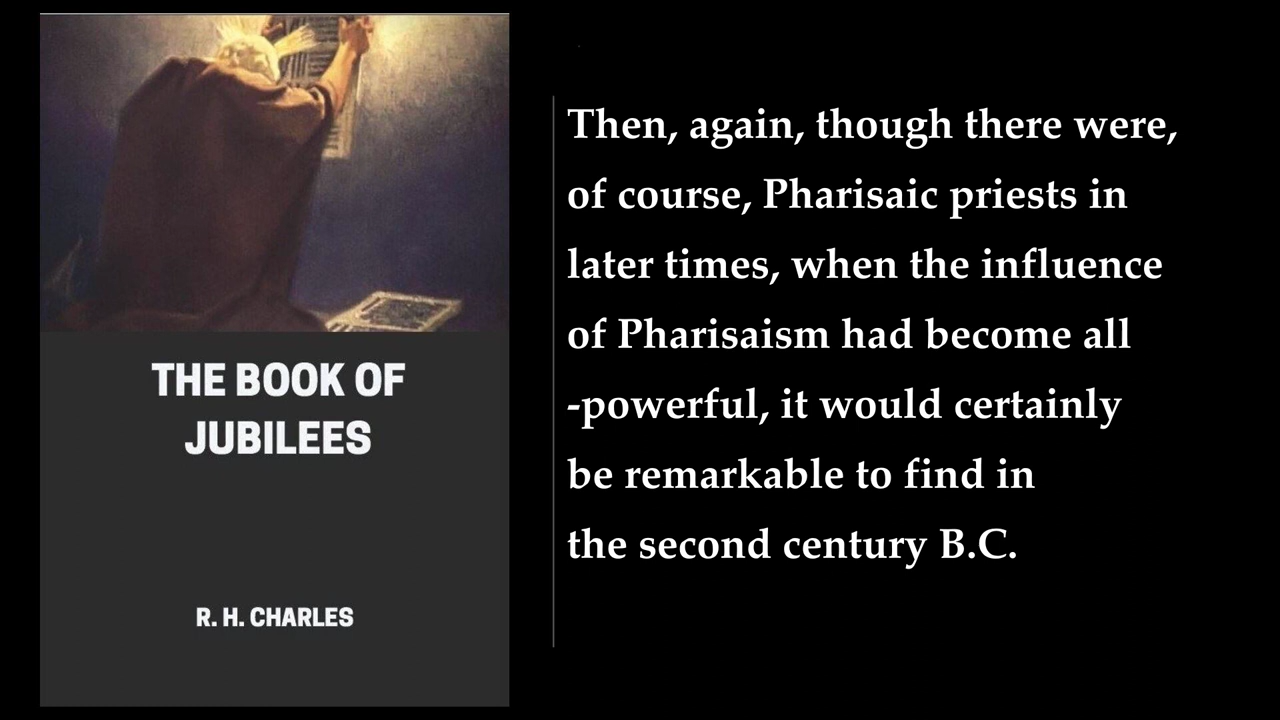 THE BOOK OF
JUBILEES
R. H. CHARLES
Then, again, though there were,
of course, Pharisaic priests in
later times, when the influence
of Pharisaism had become all
-powerful, it would certainly
be remarkable to find in
the second century B.C.